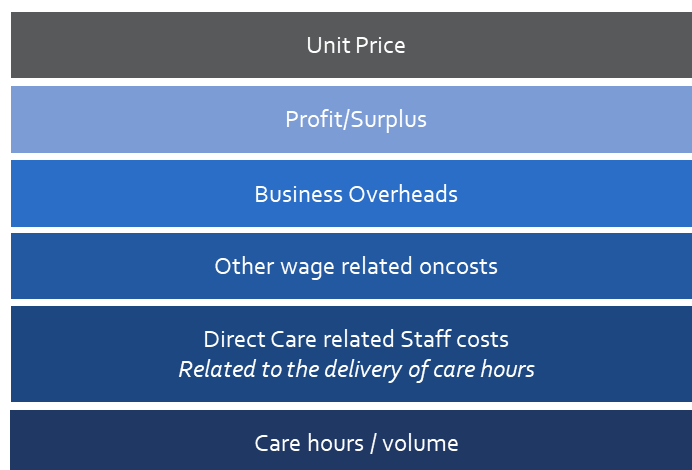 Unit Price
Profit/Surplus
Business Overheads
Other wage related oncosts
Direct Care related Staff costs
Related to the delivery of care hours
Care hours / volume